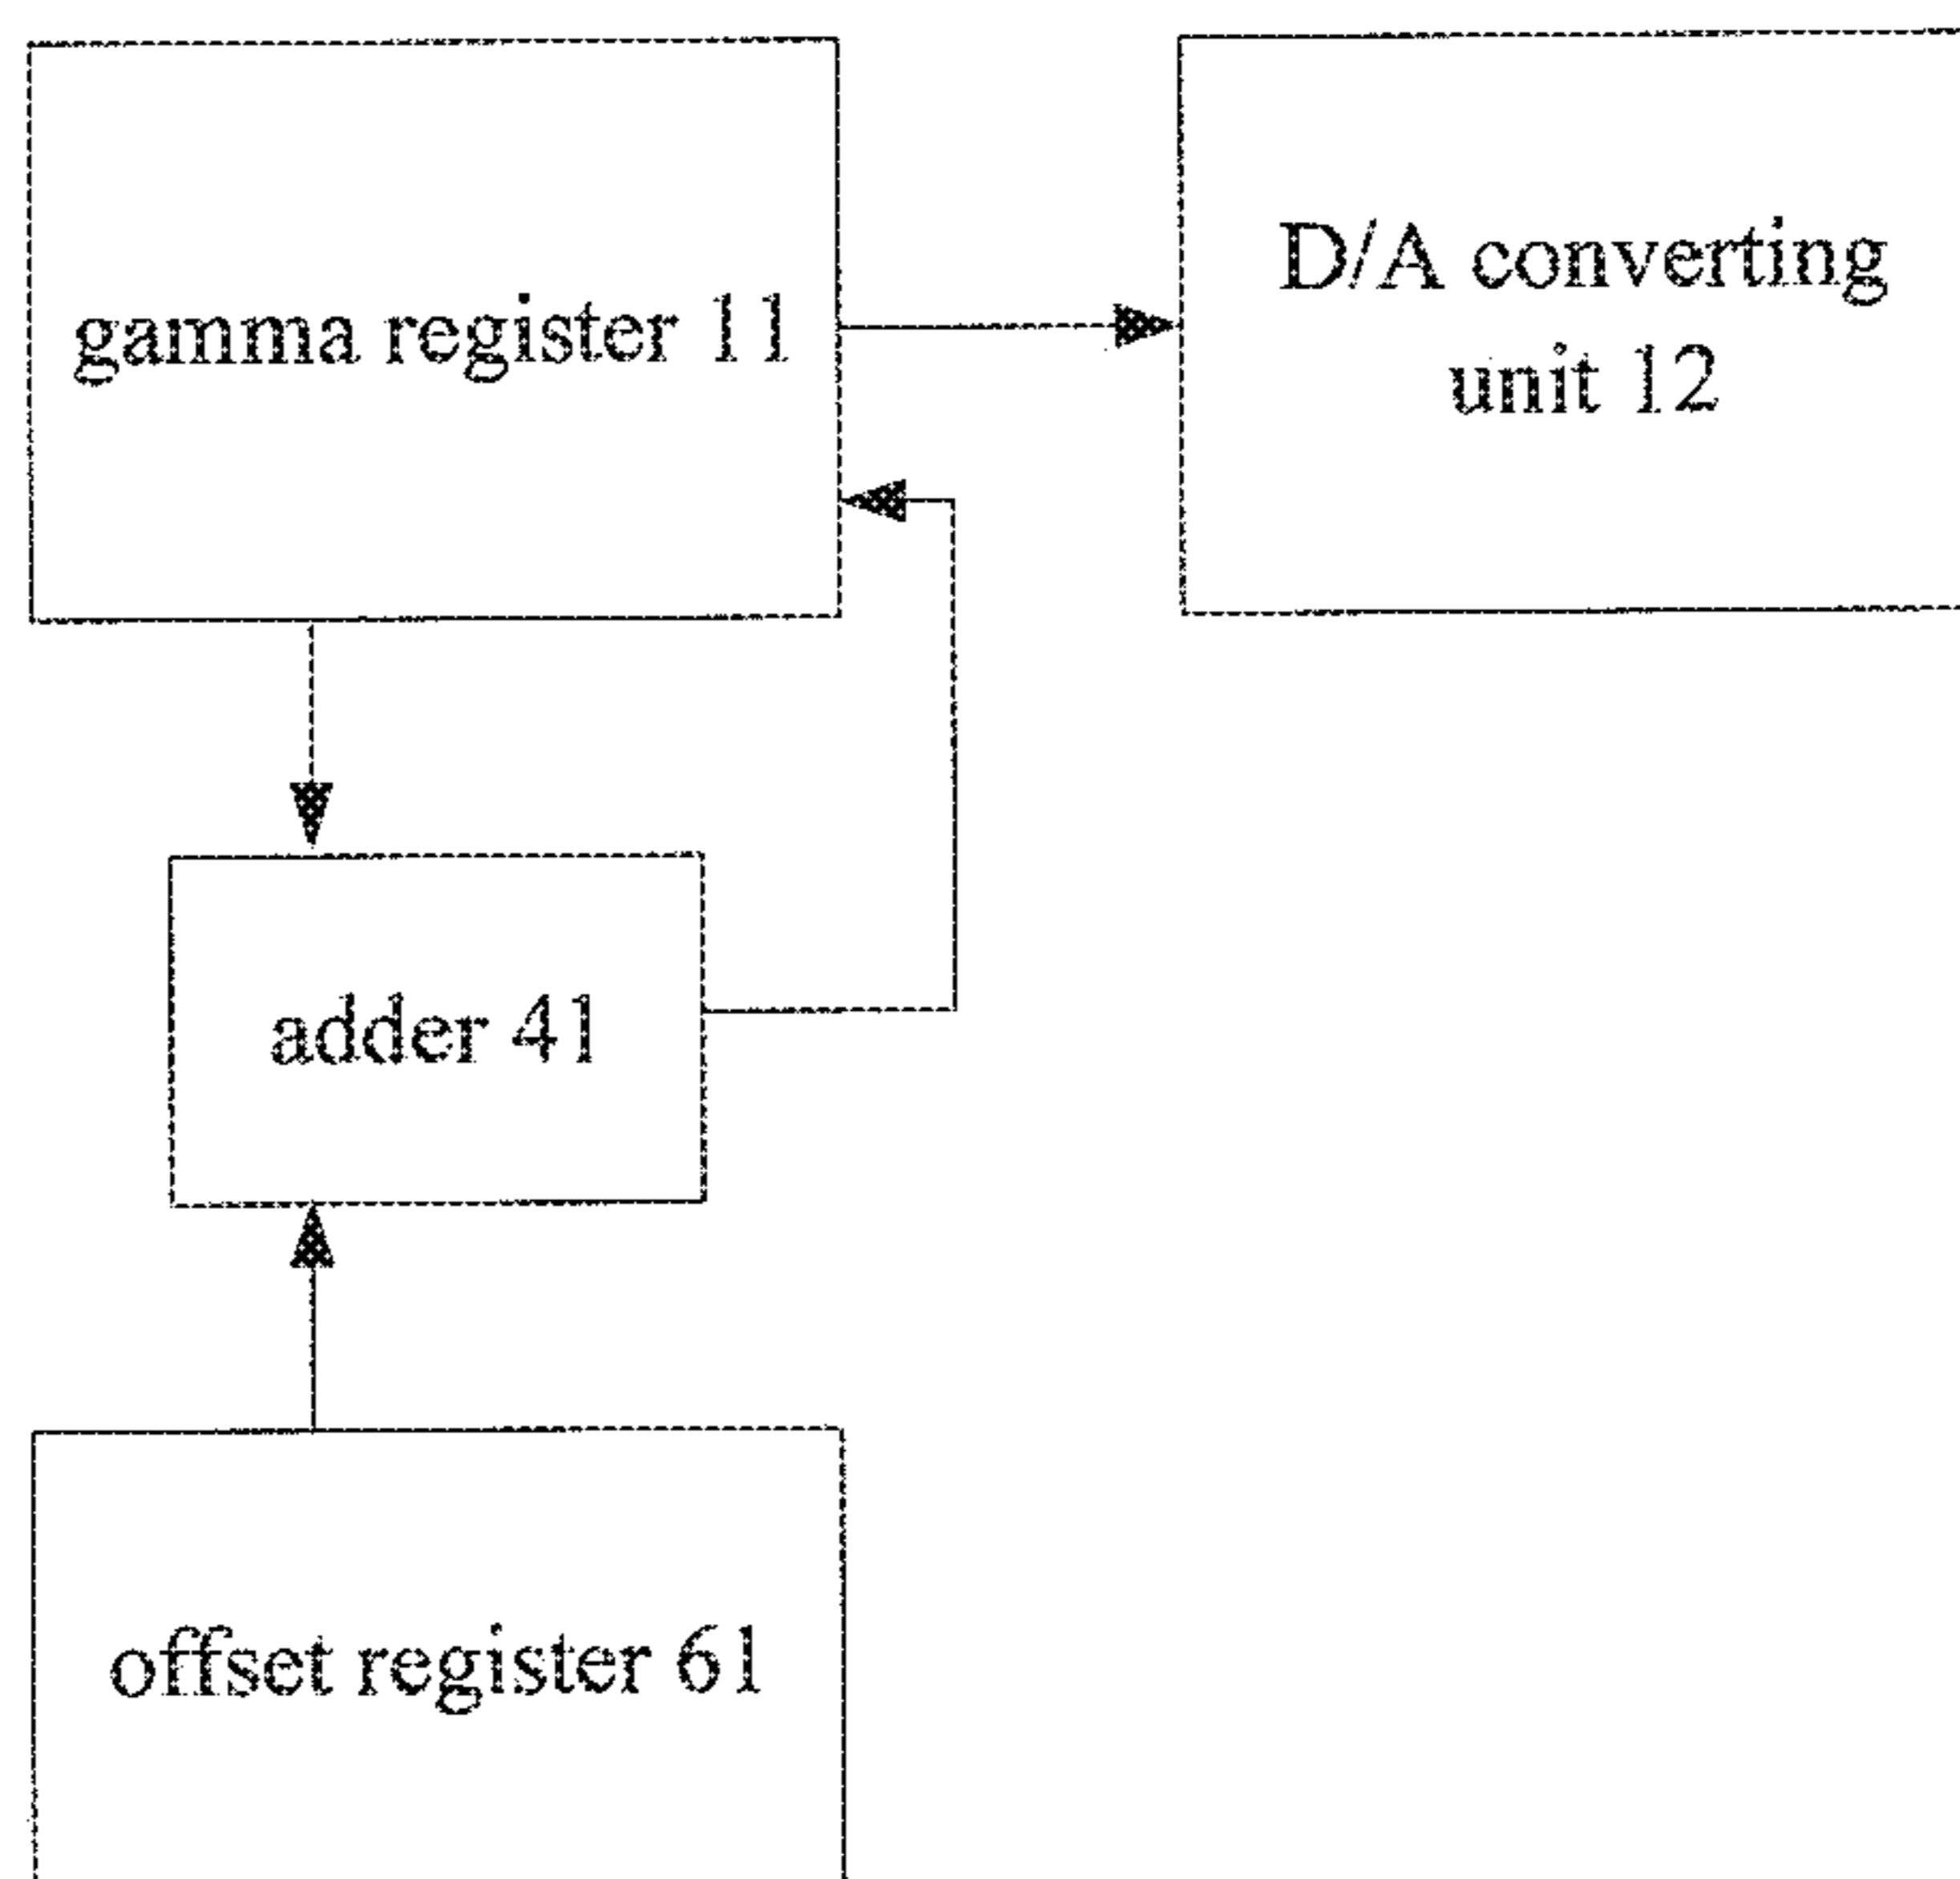 gamma register 11
D/A converting
unit 12
adder 41
offset register 61